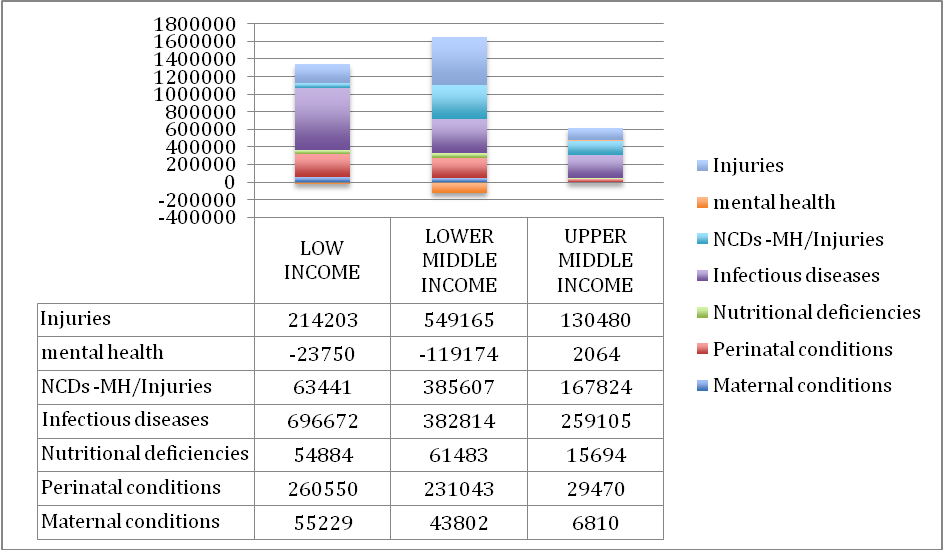 1800000
1600000
1400000
1200000
1000000
800000
600000
400000
200000
0
-200000
-400000
LOW INCOME
LOWER MIDDLE INCOME
UPPER MIDDLE INCOME
Injuries 214203 549165 130480
mental health -23750 -119174 2064
NCDs -MH/Injuries 63441 385607 167824
Infectious diseases 696672 382814 259105
Nutritional deficiencies 54884 61483 15694
Perinatal conditions 260550 231043 29470
Maternal conditions 55229 43802 6810
Injuries
mental health
NCDs -MH/Injuries
Infectious diseases
Nutritional deficiencies
Perinatal conditions
Maternal conditions